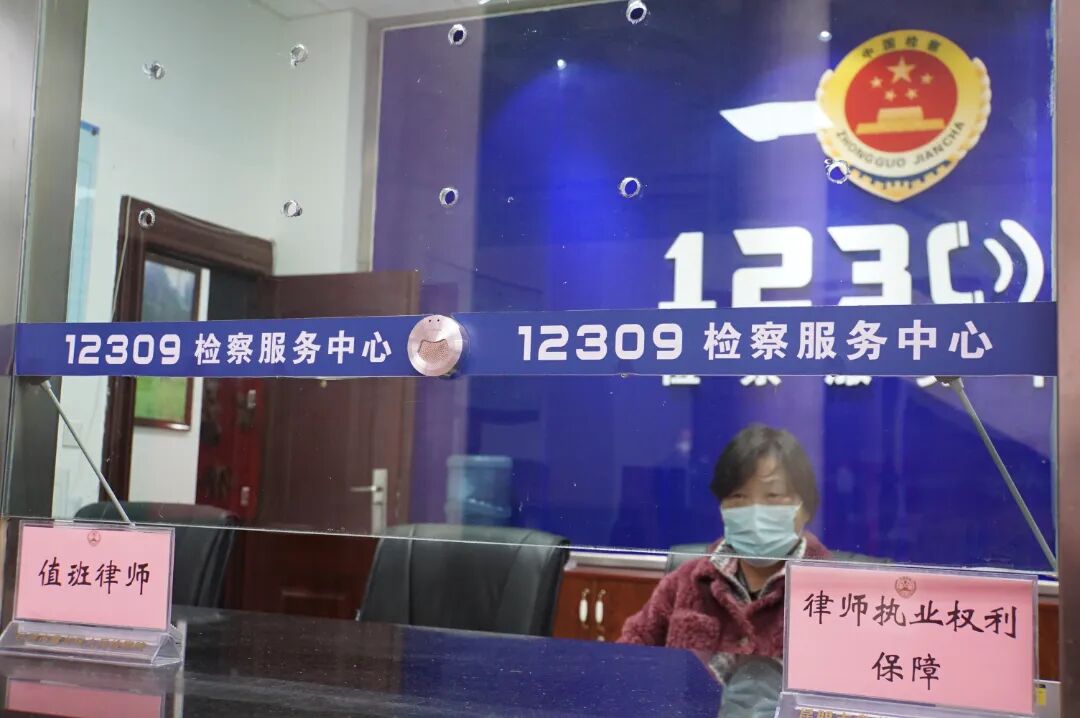 中国检察
ZHONGGUO JIANCHA
1230
12309 检察服务中心
12309 检察服务中心
值班律师
律师执业权利
保障